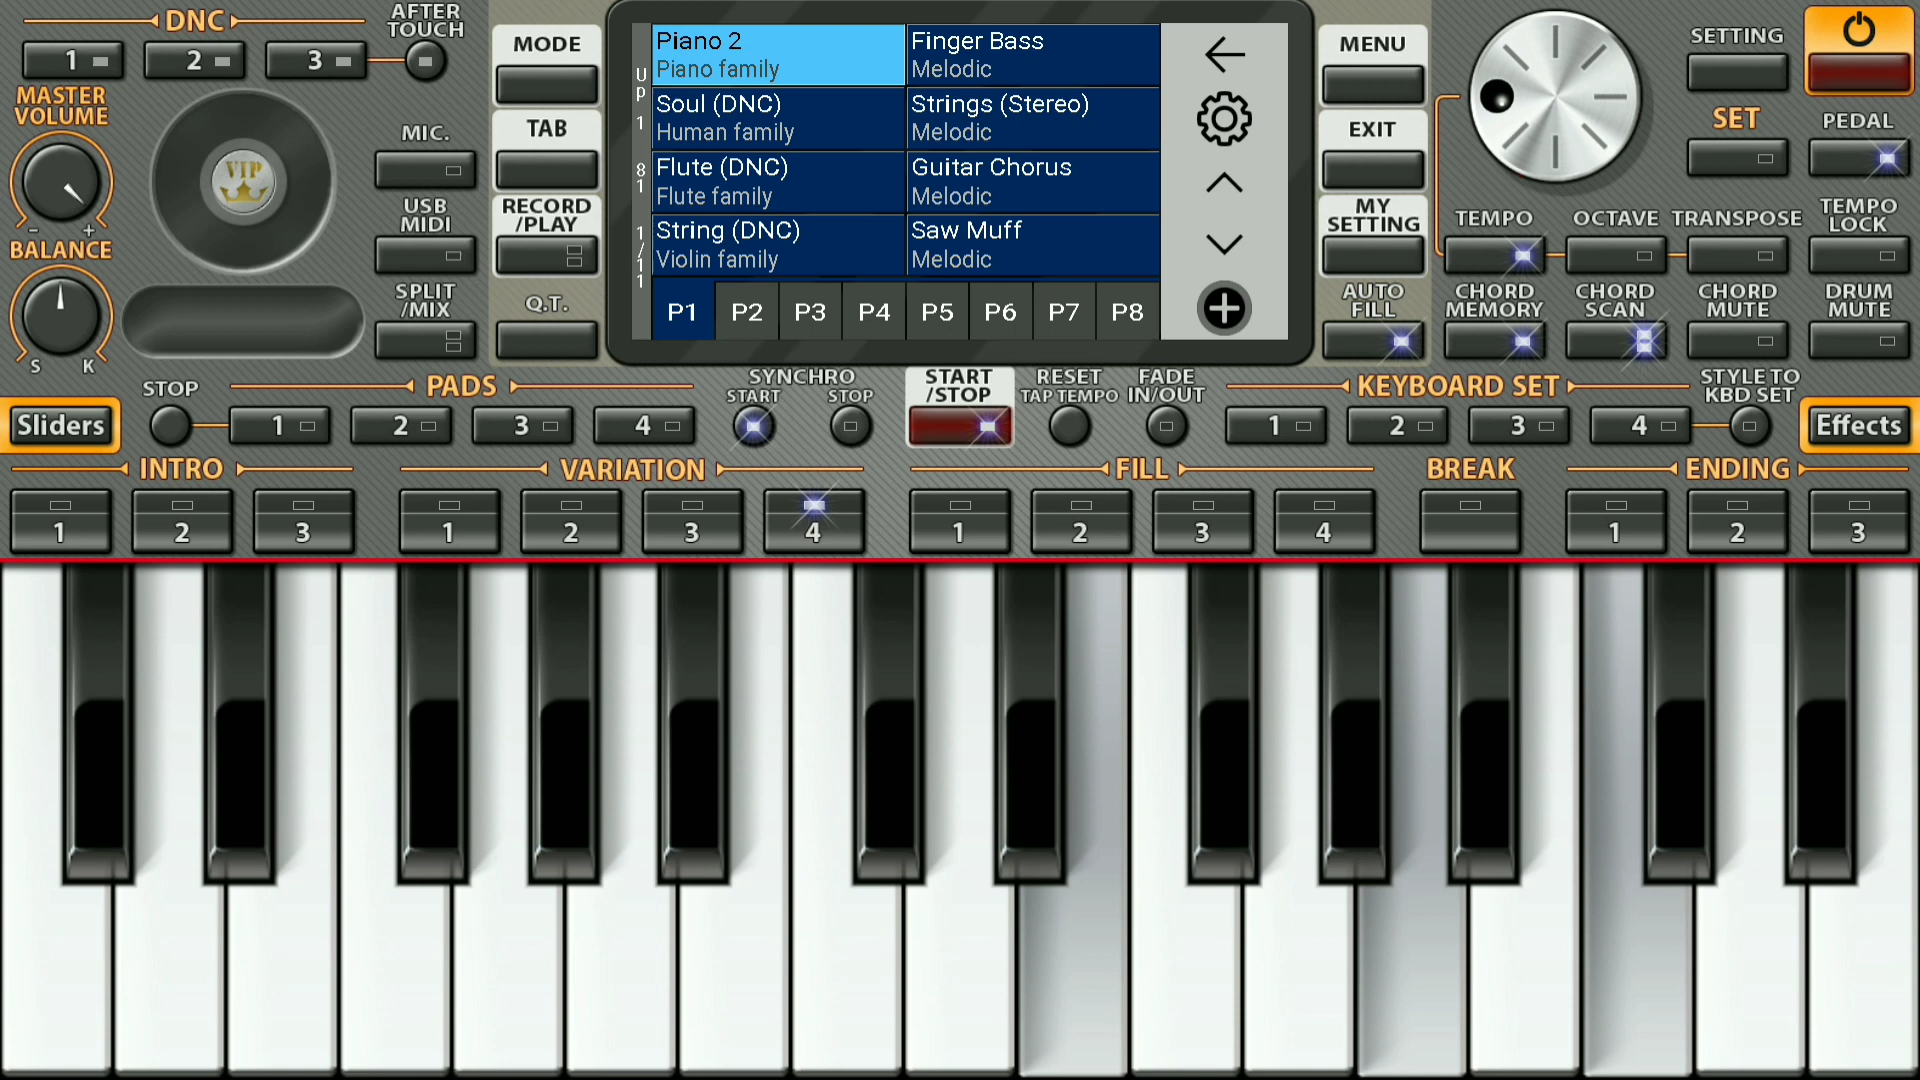 DNC
AFTER
TOUCH
1 2 3
MASTER
VOLUME
- +
BALANCE
S K
VIP
MIC.
USB
MIDI
SPLIT
/MIX
MODE
TAB
RECORD
/PLAY
Q.T.
Up 1
81
1/11
Piano 2
Piano family
Finger Bass
Melodic
Soul (DNC)
Human family
Strings (Stereo)
Melodic
Flute (DNC)
Flute family
Guitar Chorus
Melodic
String (DNC)
Violin family
Saw Muff
Melodic
P1 P2 P3 P4 P5 P6 P7 P8
MENU
EXIT
MY
SETTING
AUTO
FILL
SETTING
SET
PEDAL
TEMPO
OCTAVE
TRANSPOSE
TEMPO
LOCK
CHORD
MEMORY
CHORD
SCAN
CHORD
MUTE
DRUM
MUTE
Sliders
STOP
PADS
1 2 3 4
SYNCHRO
START STOP
START
/STOP
RESET
TAP TEMPO
FADE
IN/OUT
KEYBOARD SET
1 2 3 4
STYLE TO
KBD SET
Effects
INTRO
1 2 3
VARIATION
1 2 3 4
FILL
1 2 3 4
BREAK
ENDING
1 2 3